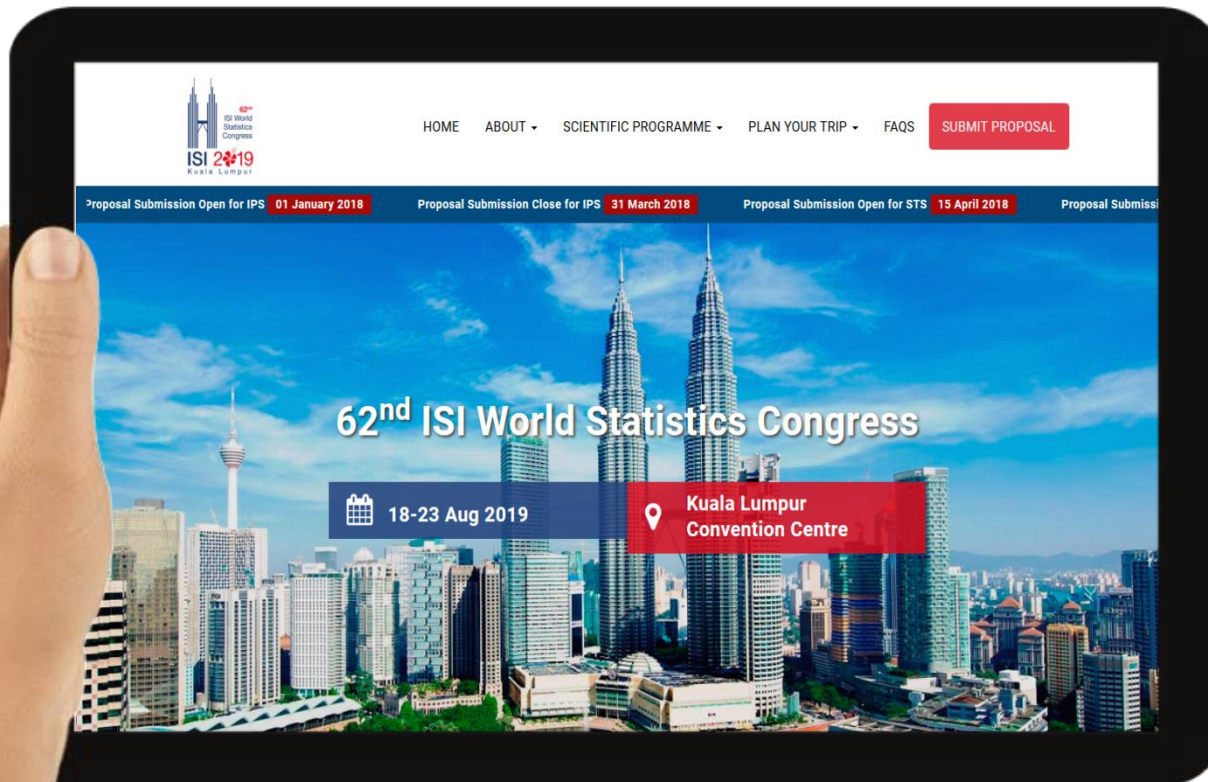 62nd
ISI World
Statistics
Congress
ISI 2019
Kuala Lumpur
HOME ABOUT SCIENTIFIC PROGRAMME PLAN YOUR TRIP FAQS SUBMIT PROPOSAL
Proposal Submission Open for IPS 01 January 2018 Proposal Submission Close for IPS 31 March 2018 Proposal Submission Open for STS 15 April 2018 Proposal Submissi
62nd ISI World Statistics Congress
18-23 Aug 2019
Kuala Lumpur
Convention Centre